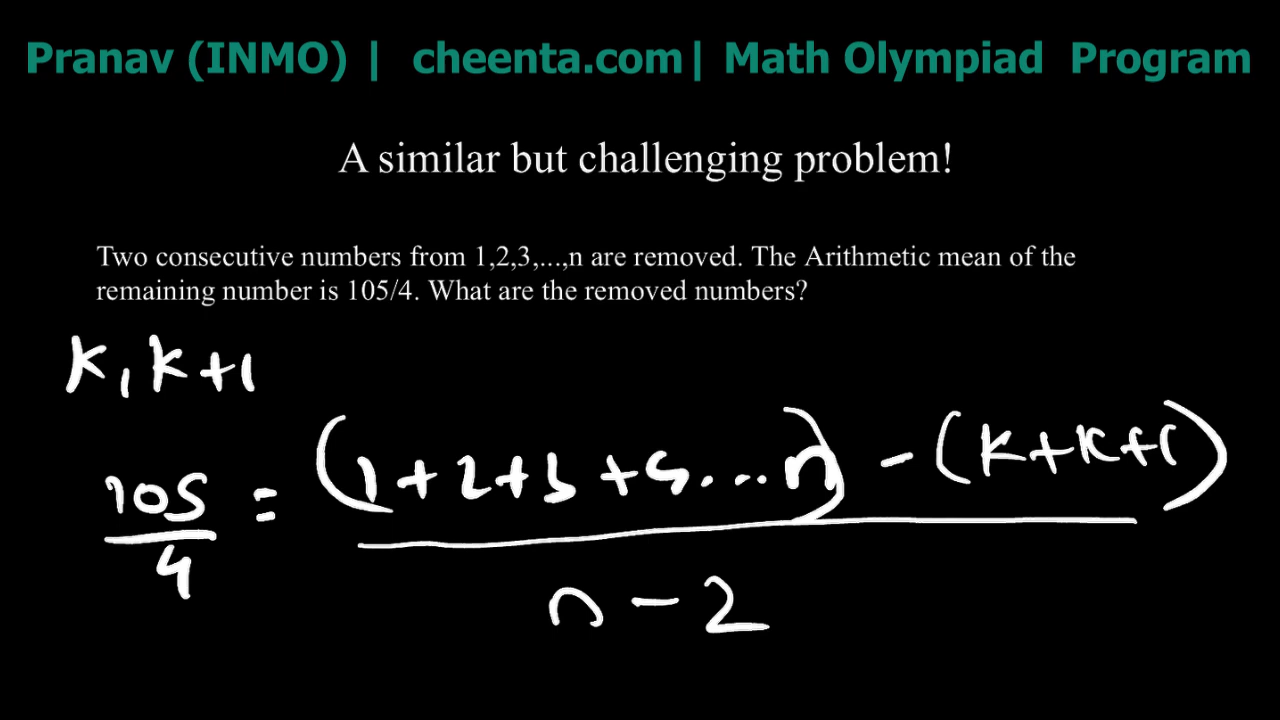 Pranav (INMO) | cheenta.com| Math Olympiad Program
A similar but challenging problem!
Two consecutive numbers from 1,2,3,...,n are removed. The Arithmetic mean of the
remaining number is 105/4. What are the removed numbers?
K, K+1
105/4 = (1+2+3+4...n) - (K+K+1)
n-2